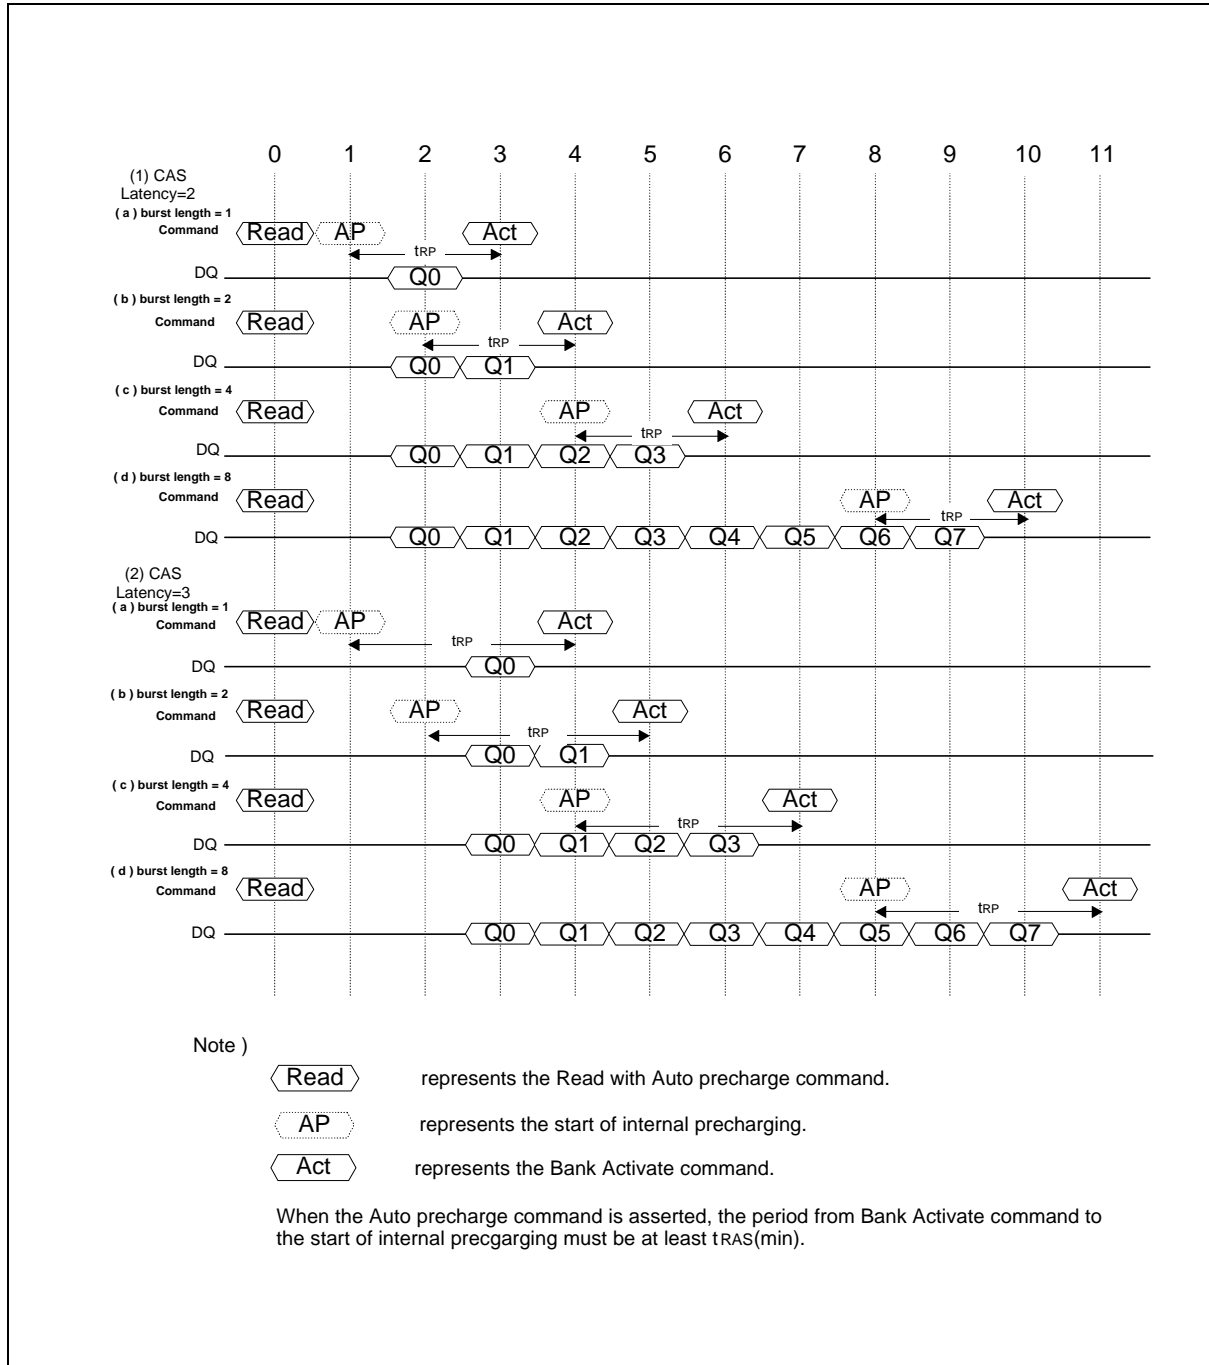 0 1 2 3 4 5 6 7 8 9 10 11
(1) CAS
Latency=2
( a ) burst length = 1
Command Read AP Act
tRP
DQ Q0
( b ) burst length = 2
Command Read AP Act
tRP
DQ Q0 Q1
( c ) burst length = 4
Command Read AP Act
tRP
DQ Q0 Q1 Q2 Q3
( d ) burst length = 8
Command Read AP Act
tRP
DQ Q0 Q1 Q2 Q3 Q4 Q5 Q6 Q7
(2) CAS
Latency=3
( a ) burst length = 1
Command Read AP Act
tRP
DQ Q0
( b ) burst length = 2
Command Read AP Act
tRP
DQ Q0 Q1
( c ) burst length = 4
Command Read AP Act
tRP
DQ Q0 Q1 Q2 Q3
( d ) burst length = 8
Command Read AP Act
tRP
DQ Q0 Q1 Q2 Q3 Q4 Q5 Q6 Q7
Note )
Read represents the Read with Auto precharge command.
AP represents the start of internal precharging.
Act represents the Bank Activate command.
When the Auto precharge command is asserted, the period from Bank Activate command to
the start of internal precgarging must be at least tRAS(min).